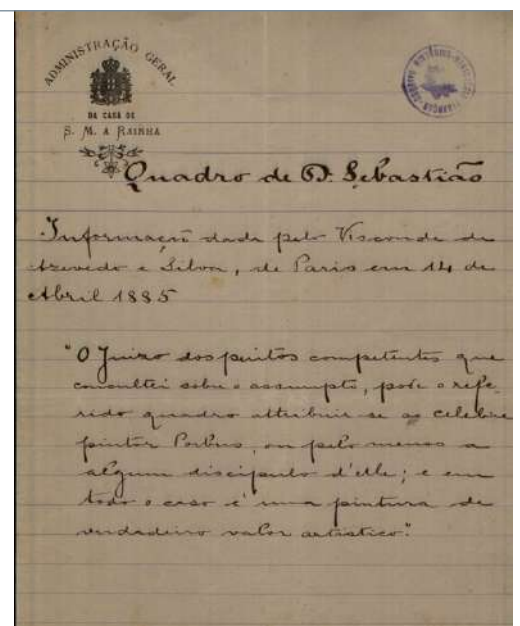 ADMINISTRAÇÃO GERAL
DA CASA DE
S. M. A RAINHA
Quadro de D. Sebastião
Informação dada pelo Visconde de
Azevedo e Silva, de Paris em 14 de
Abril 1885
"O Juizo dos peritos competentes que
consultei sobre o assumpto, pode o refe-
rido quadro attribuir-se ao celebre
pintor Porbus, ou pelo menos a
algum discipulo d'elle; e em
todo o caso é uma pintura de
verdadeiro valor artistico."